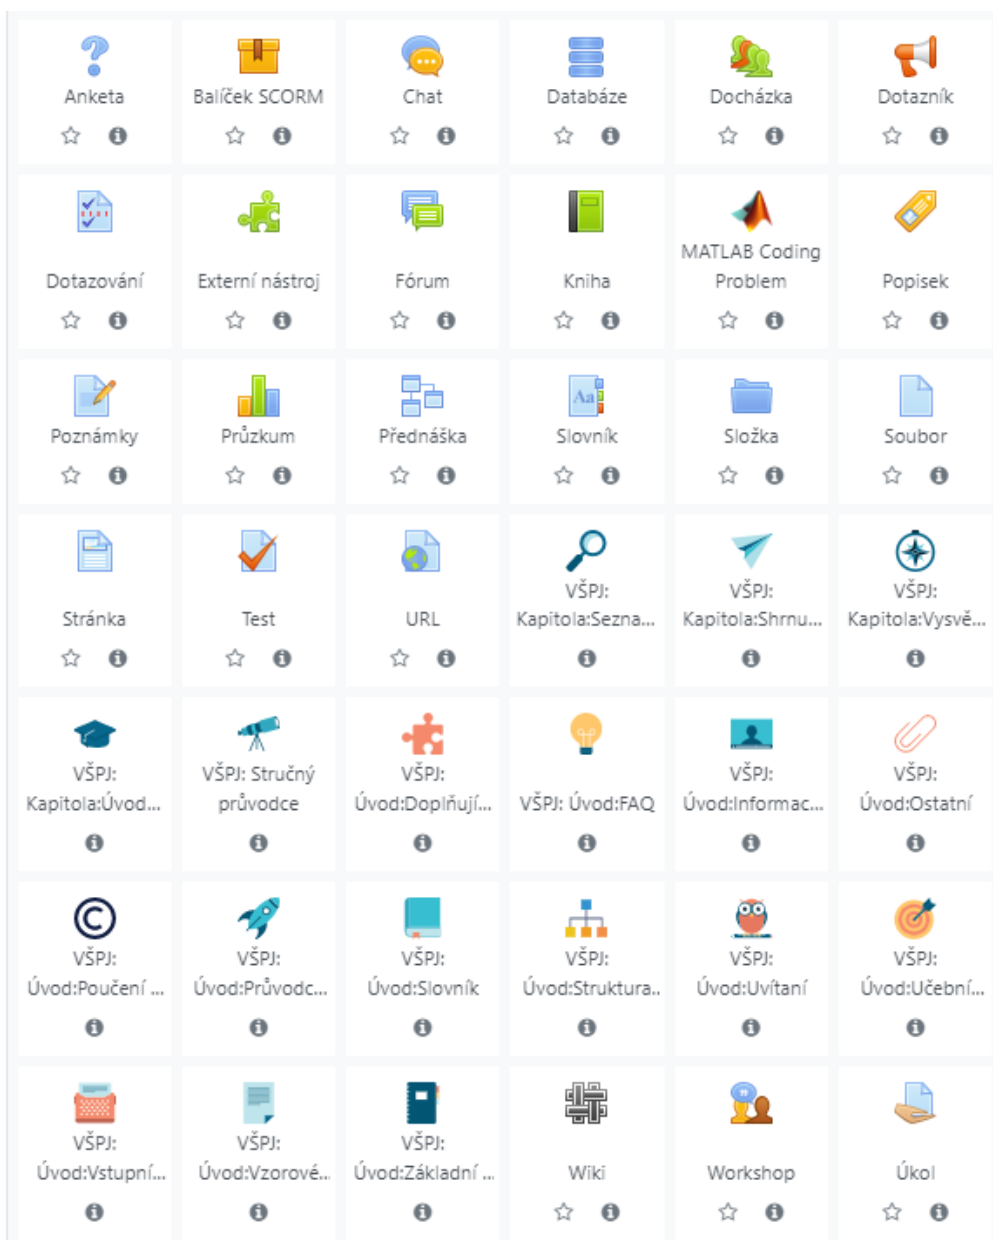 Anketa
Balíček SCORM
Chat
Databáze
Docházka
Dotazník
Dotazování
Externí nástroj
Fórum
Kniha
MATLAB Coding
Problem
Popisek
Poznámky
Průzkum
Přednáška
Aa
Slovník
Složka
Soubor
Stránka
Test
URL
VŠPJ:
Kapitola:Sezna...
VŠPJ:
Kapitola:Shrnu...
VŠPJ:
Kapitola:Vysvě...
VŠPJ:
Kapitola:Úvod...
VŠPJ: Stručný
průvodce
VŠPJ:
Úvod:Doplňují...
VŠPJ: Úvod:FAQ
VŠPJ:
Úvod:Informac...
VŠPJ:
Úvod:Ostatní
VŠPJ:
Úvod:Poučení ...
VŠPJ:
Úvod:Průvodc...
VŠPJ:
Úvod:Slovník
VŠPJ:
Úvod:Struktura..
VŠPJ:
Úvod:Uvítaní
VŠPJ:
Úvod:Učební...
VŠPJ:
Úvod:Vstupní...
VŠPJ:
Úvod:Vzorové...
VŠPJ:
Úvod:Základní ...
Wiki
Workshop
Úkol